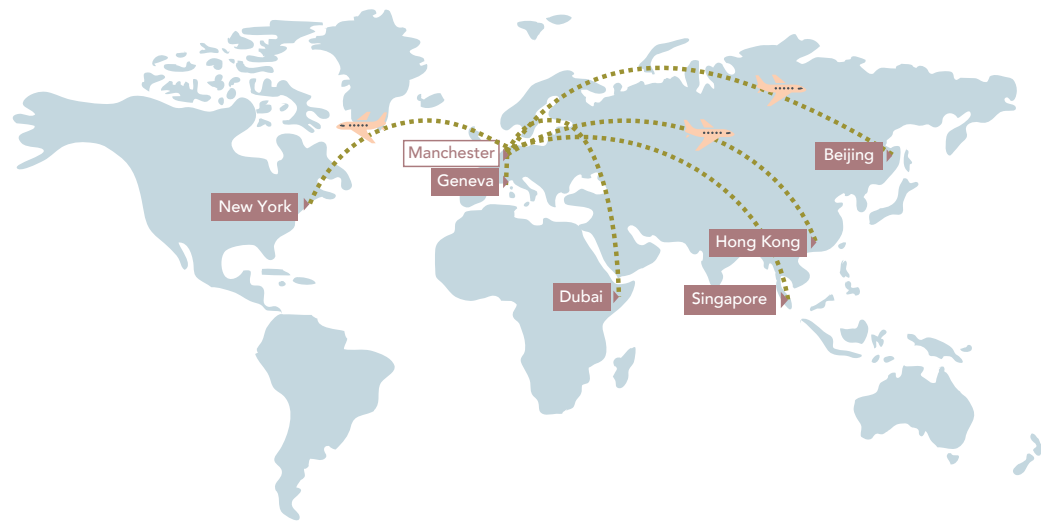 Manchester
Beijing
Geneva
New York
Hong Kong
Dubai
Singapore